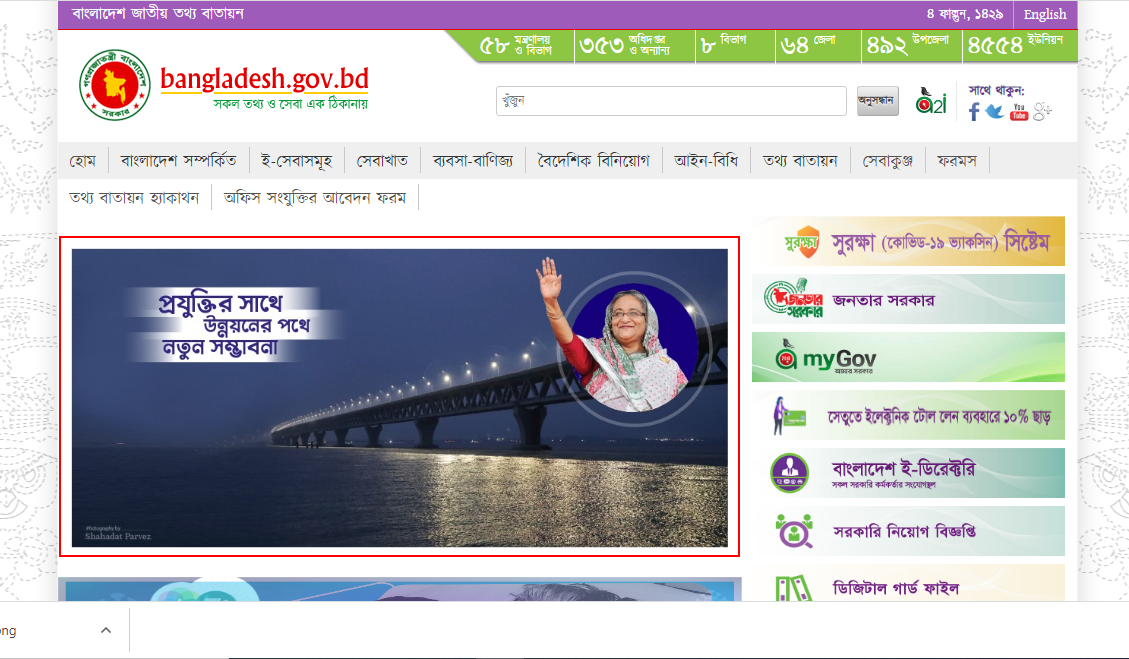 বাংলাদেশ জাতীয় তথ্য বাতায়ন
৪ ফাল্গুন, ১৪২৯ English
৫৮ মন্ত্রণালয় ও বিভাগ ৩৫৩ অধিদপ্তর ও অন্যান্য ৮ বিভাগ ৬৪ জেলা ৪৯২ উপজেলা ৪৫৫৪ ইউনিয়ন
গণপ্রজাতন্ত্রী বাংলাদেশ সরকার
bangladesh.gov.bd
সকল তথ্য ও সেবা এক ঠিকানায়
খুঁজুন অনুসন্ধান a2i
সাথে থাকুন:
You Tube
হোম বাংলাদেশ সম্পর্কিত ই-সেবাসমূহ সেবাখাত ব্যবসা-বাণিজ্য বৈদেশিক বিনিয়োগ আইন-বিধি তথ্য বাতায়ন সেবাকুঞ্জ ফরমস
তথ্য বাতায়ন হ্যাকাথন অফিস সংযুক্তির আবেদন ফরম
প্রযুক্তির সাথে
উন্নয়নের পথে
নতুন সম্ভাবনা
Photography by
Shahadat Parvez
সুরক্ষা সুরক্ষা (কোভিড-১৯ ভ্যাকসিন) সিস্টেম
জনতার সরকার জনতার সরকার
myGov
আমার সরকার
সেতুতে ইলেক্ট্রনিক টোল লেন ব্যবহারে ১০% ছাড়
বাংলাদেশ ই-ডিরেক্টরি
সকল সরকারি কর্মকর্তার সংযোগস্থল
সরকারি নিয়োগ বিজ্ঞপ্তি
ডিজিটাল গার্ড ফাইল
ong